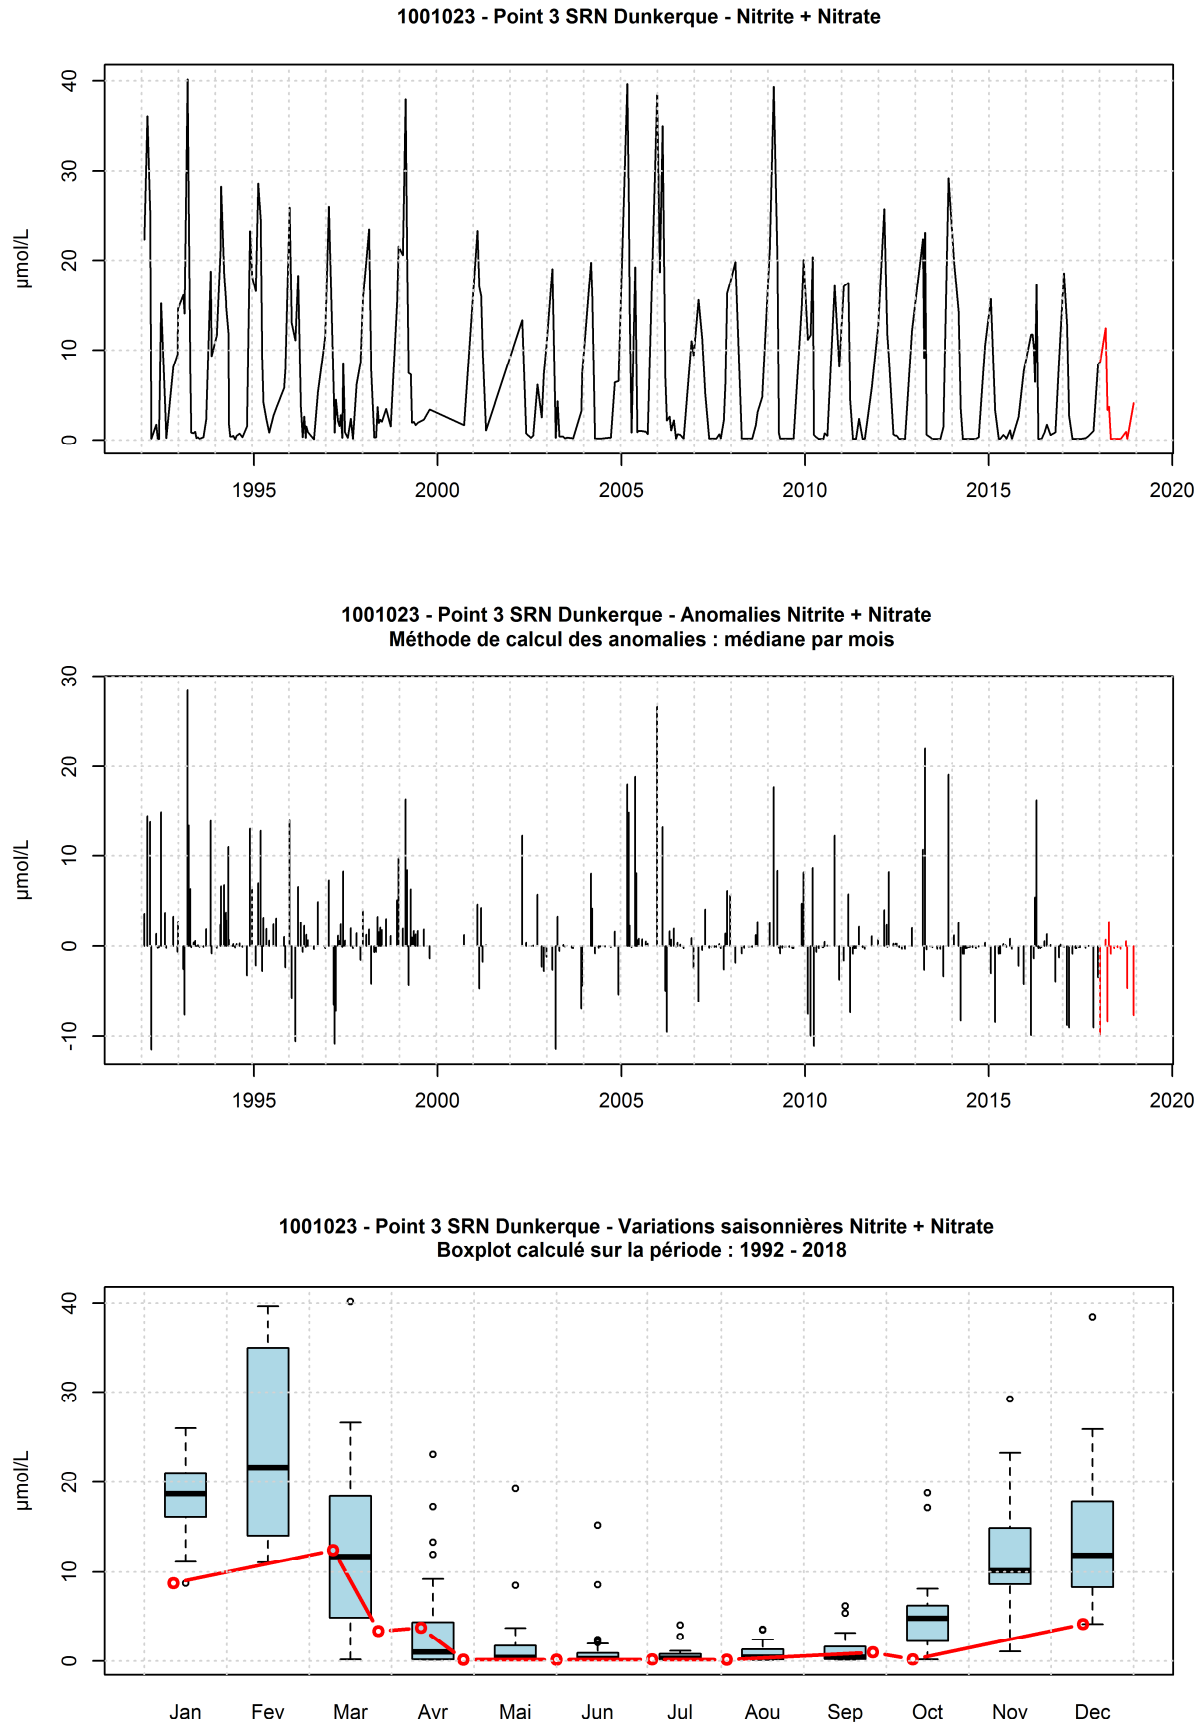 1001023 - Point 3 SRN Dunkerque - Nitrite + Nitrate
µmol/L
40
30
20
10
0
1995 2000 2005 2010 2015 2020
1001023 - Point 3 SRN Dunkerque - Anomalies Nitrite + Nitrate
Méthode de calcul des anomalies : médiane par mois
µmol/L
30
20
10
0
-10
1995 2000 2005 2010 2015 2020
1001023 - Point 3 SRN Dunkerque - Variations saisonnières Nitrite + Nitrate
Boxplot calculé sur la période : 1992 - 2018
µmol/L
40
30
20
10
0
Jan Fev Mar Avr Mai Jun Jul Aou Sep Oct Nov Dec